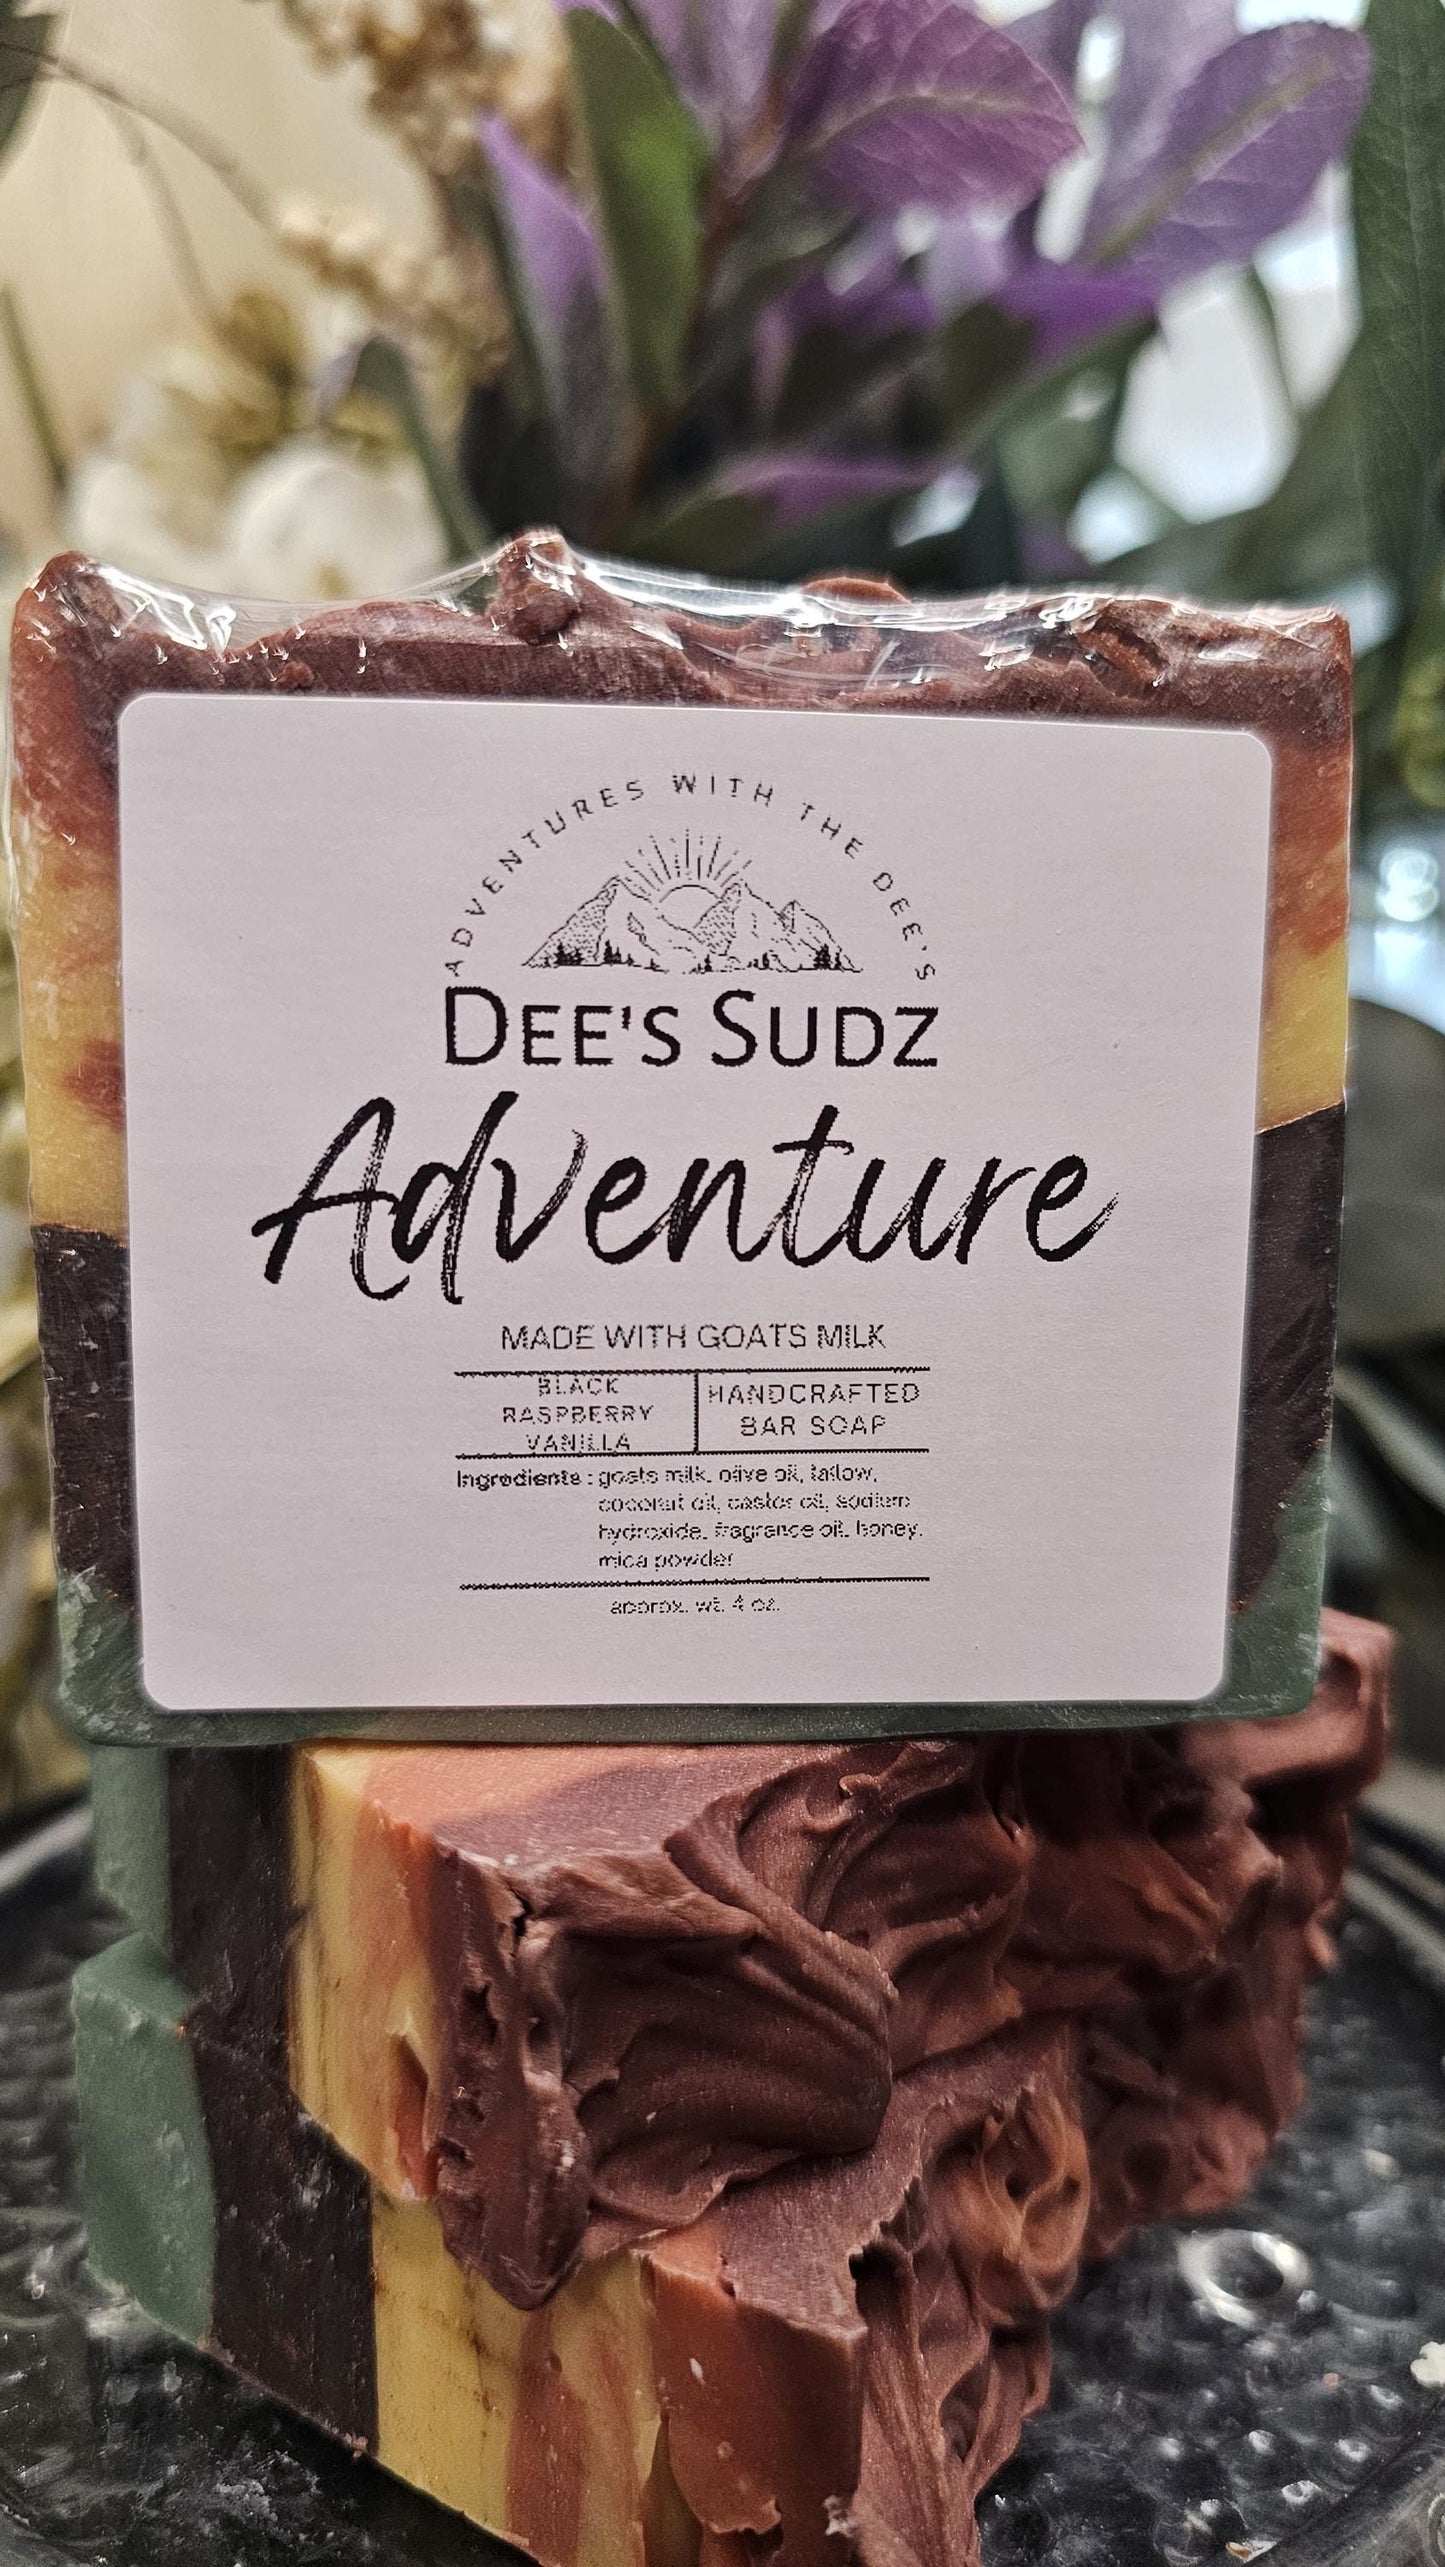 ADVENTURES WITH THE DEE'S
DEE'S SUDZ
Adventure
MADE WITH GOATS MILK
BLACK
RASPBERRY
VANILLA
HANDCRAFTED
BAR SOAP
Ingredients: goats milk, olive oil, tallow,
coconut oil, castor oil, sodium
hydroxide, fragrance oil, honey,
mica powder
approx. wt. 4 oz.